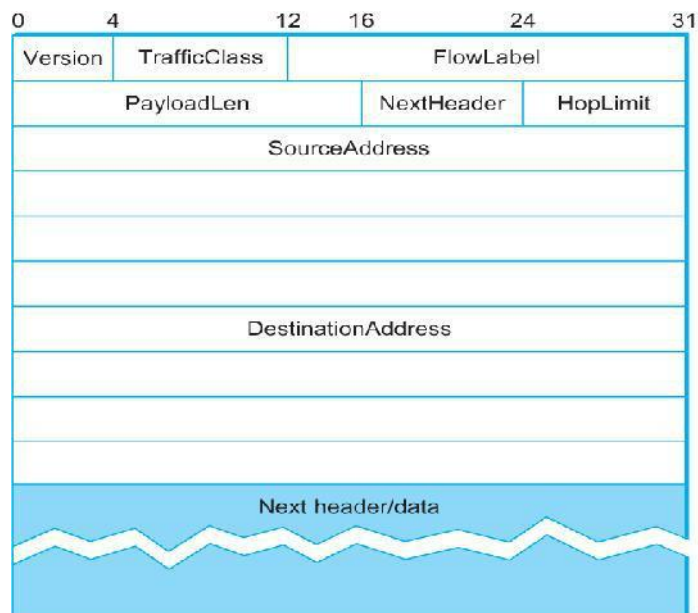 0 4 12 16 24 31
Version TrafficClass FlowLabel
PayloadLen NextHeader HopLimit
SourceAddress
DestinationAddress
Next header/data